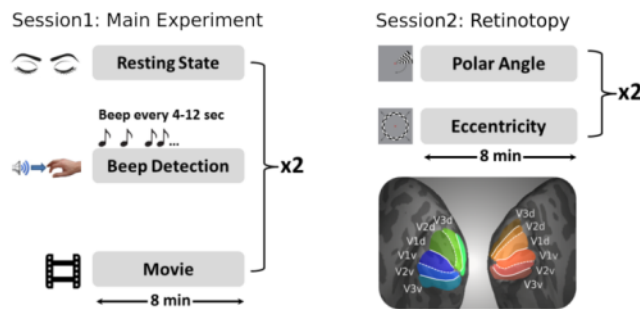 Session1: Main Experiment
Resting State
Beep every 4-12 sec
Beep Detection
x2
Movie
8 min
Session2: Retinotopy
Polar Angle
Eccentricity
x2
8 min
V3d
V2d
V1d
V1v
V2v
V3v
V3d
V2d
V1d
V1v
V2v
V3v